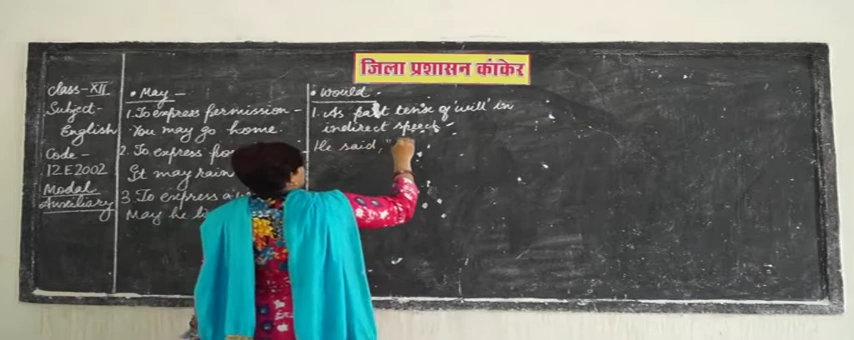 जिला प्रशासन कांकेर
Class-XII
Subject-
English
Code-
12E2002
Modal
Auxiliary
• May -
1. To express permission -
You may go home.
2. To express
It may rain
3. To express a
May he
• Would -
1. As past tense of 'will' in
indirect speech -
He said, "